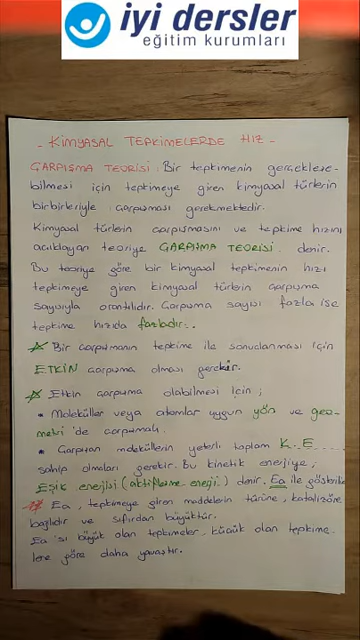 iyi dersler
eğitim kurumları
- KİMYASAL TEPKİMELERDE HIZ -
ÇARPIŞMA TEORİSİ: Bir tepkimenin gerçekleşe-
bilmesi için tepkimeye giren kimyasal türlerin
birbirleriyle çarpışması gerekmektedir.
Kimyasal türlerin çarpışmasını ve tepkime hızını
açıklayan teoriye ÇARPIŞMA TEORİSİ denir.
Bu teoriye göre bir kimyasal tepkimenin hızı
tepkimeye giren kimyasal türlerin çarpışma
sayısıyla orantılıdır. Çarpışma sayısı fazla ise
tepkime hızıda fazladır..
Bir çarpışmanın tepkime ile sonuçlanması için
ETKİN çarpışma olması gerekir.
Etkin çarpışma olabilmesi için;
• Moleküller veya atomlar uygun yön ve geo-
metri'de çarpışmalı.
• Çarpışan moleküllerin yeterli toplam K.E....
sahip olmaları gerekir. Bu kinetik enerjiye;
Eşik enerjisi (aktifleşme enerji.) denir. Ea ile gösterilir
Ea, tepkimeye giren maddelerin türüne, katalizöre
bağlıdır ve sıfırdan büyüktür.
Ea'sı büyük olan tepkimeler, küçük olan tepkime-
lere göre daha yavaştır.